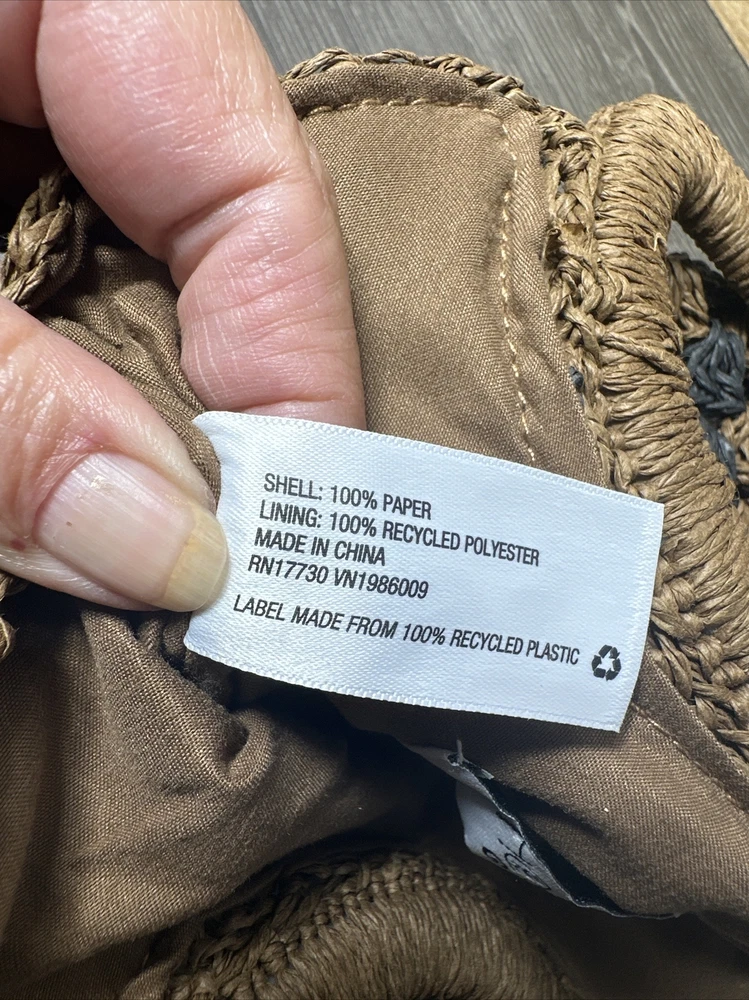 SHELL: 100% PAPER
LINING: 100% RECYCLED POLYESTER
MADE IN CHINA
RN17730 VN1986009
LABEL MADE FROM 100% RECYCLED PLASTIC